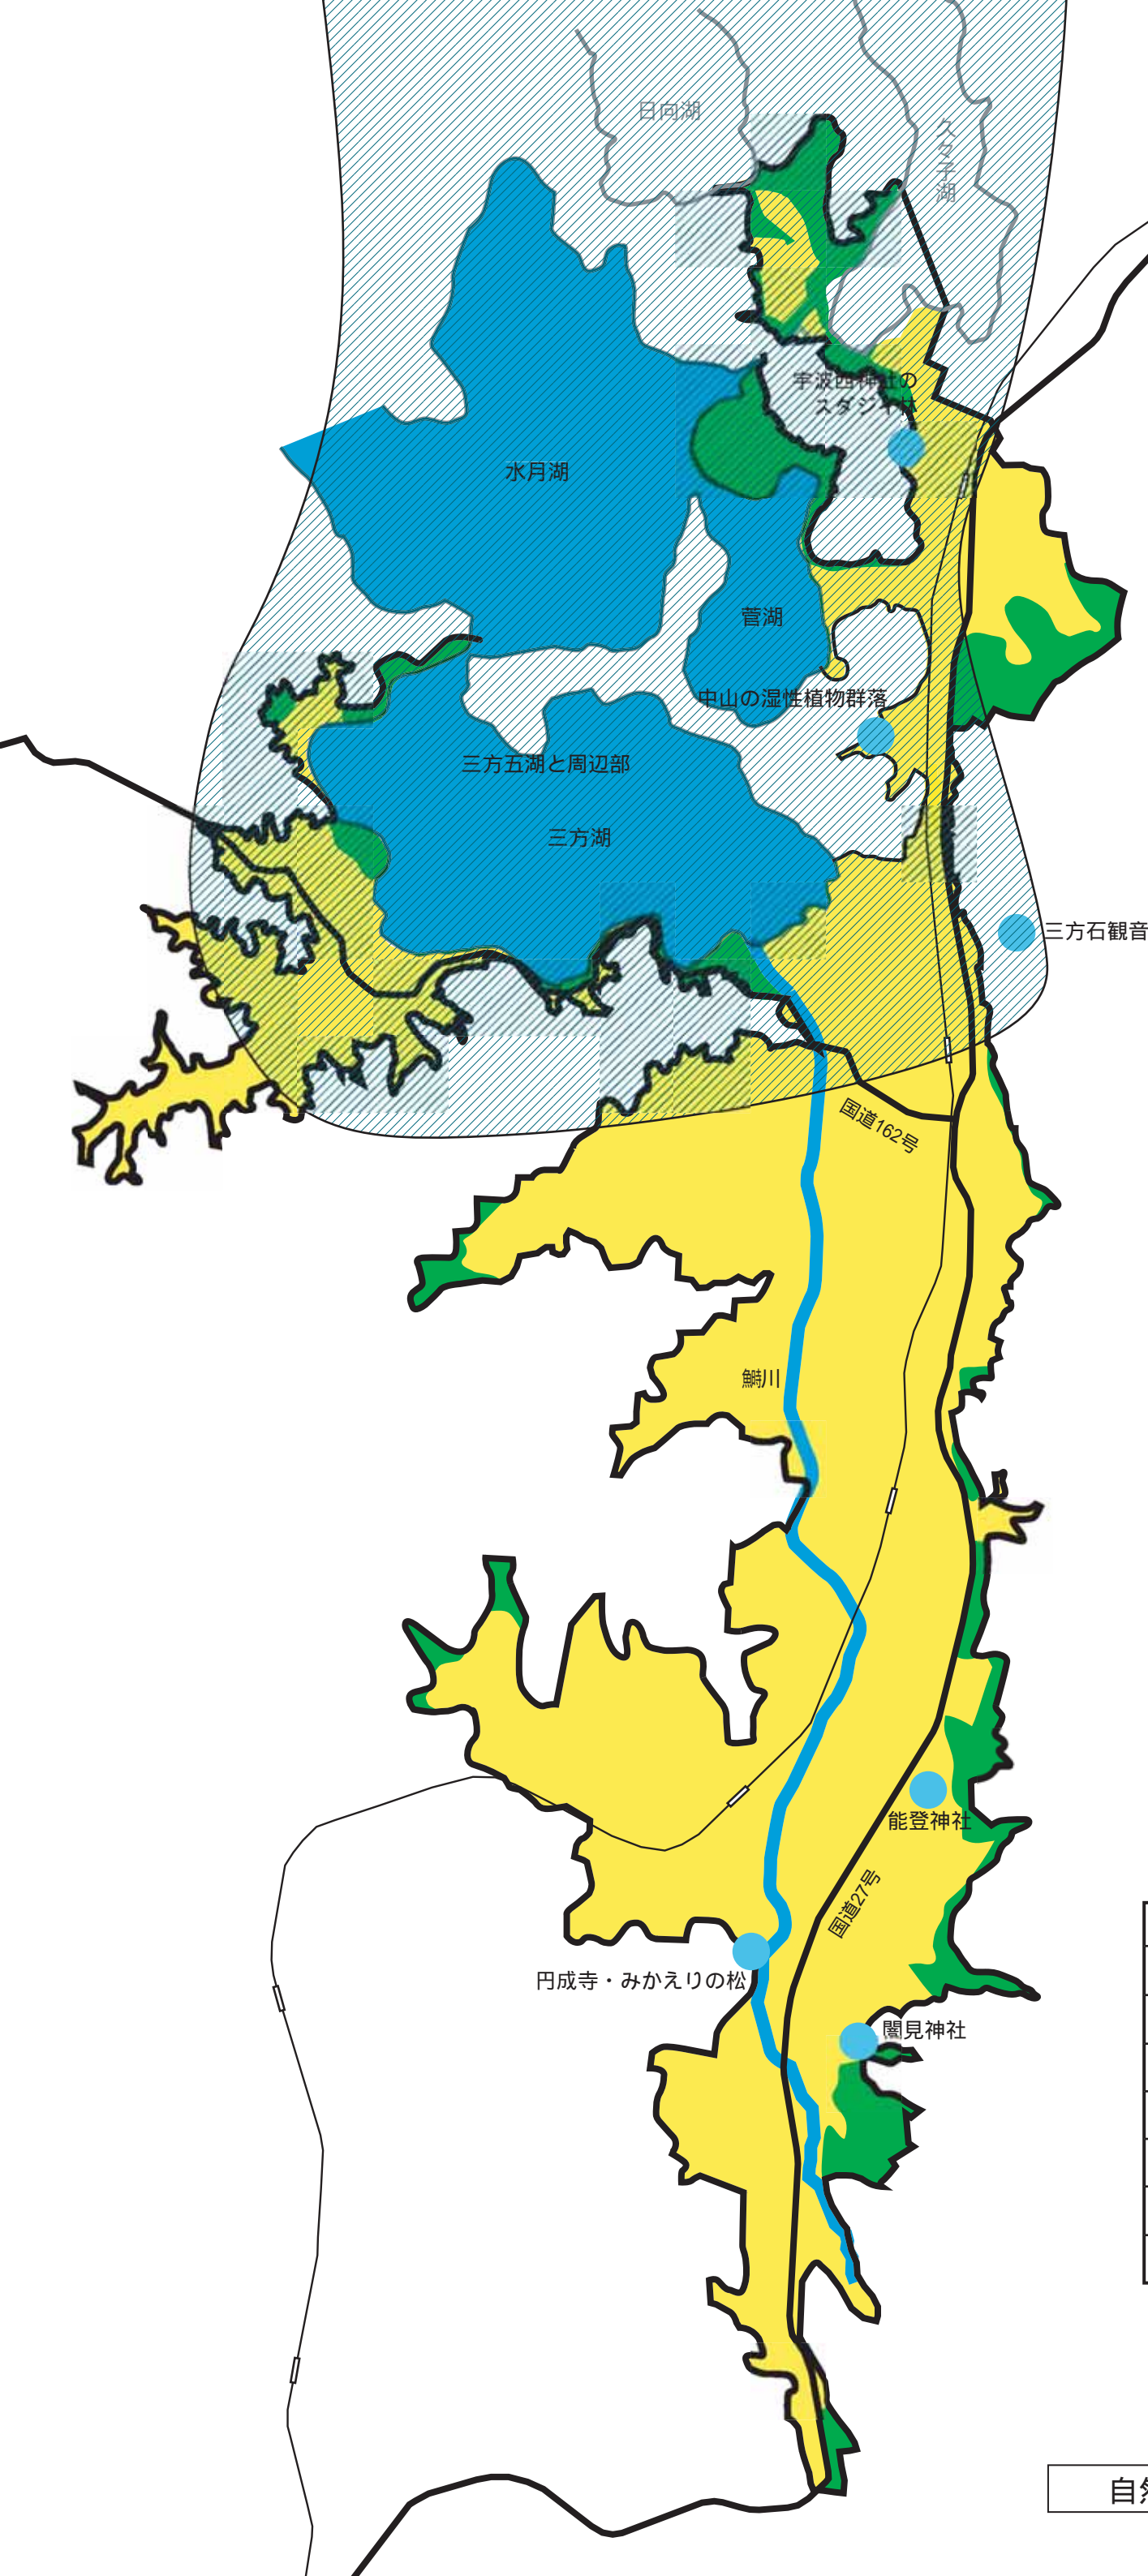 日向湖
久々子湖
宇波西神社の
スダジイ林
水月湖
菅湖
中山の湿性植物群落
三方五湖と周辺部
三方湖
三方石観音
国道162号
鰣川
能登神社
国道27号
円成寺・みかえりの松
闇見神社
自然